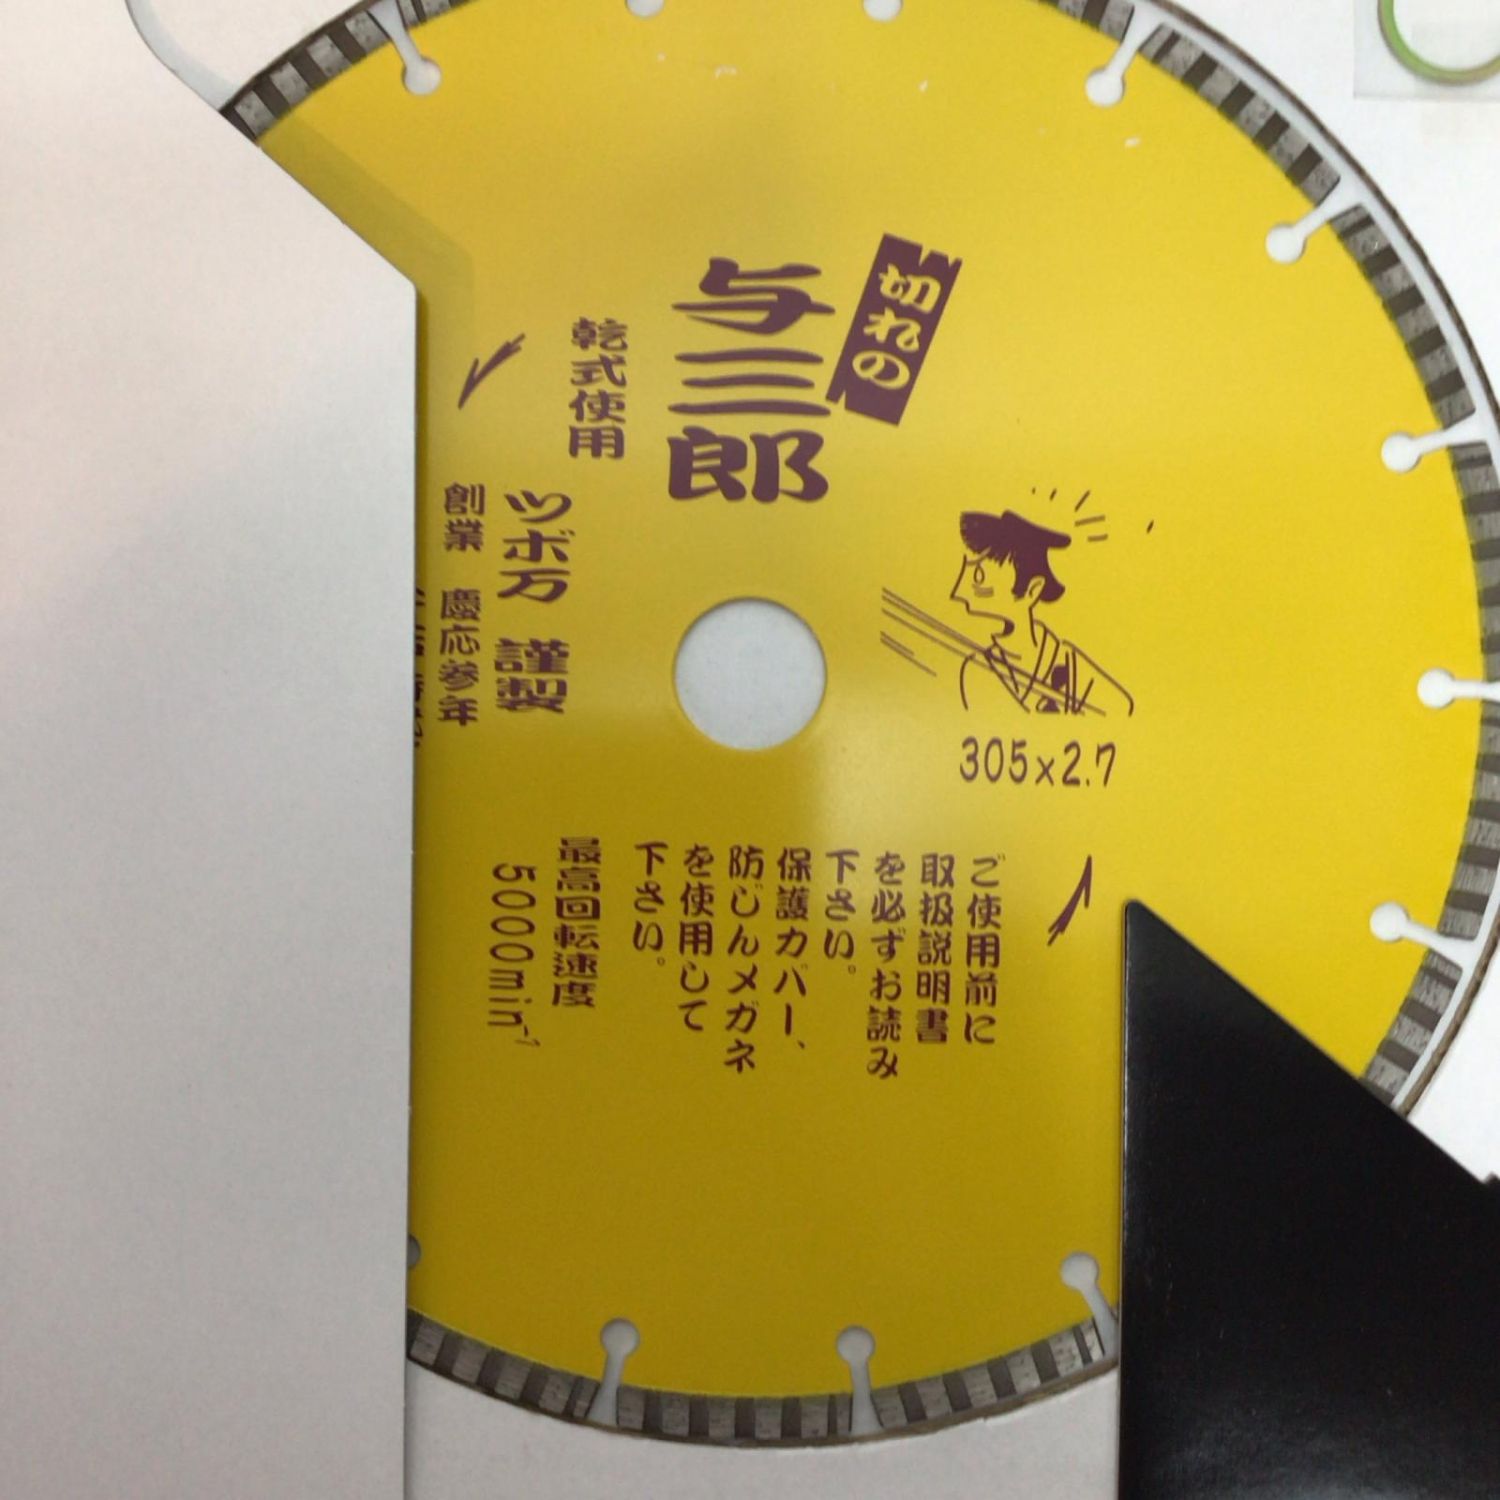 切れの
与三郎
乾式使用
ツボ万 謹製
創業 慶応参年
305×2.7
ご使用前に
取扱説明書
を必ずお読み
下さい。
保護カバー、
防じんメガネ
を使用して
下さい。
最高回転速度
5000min⁻¹